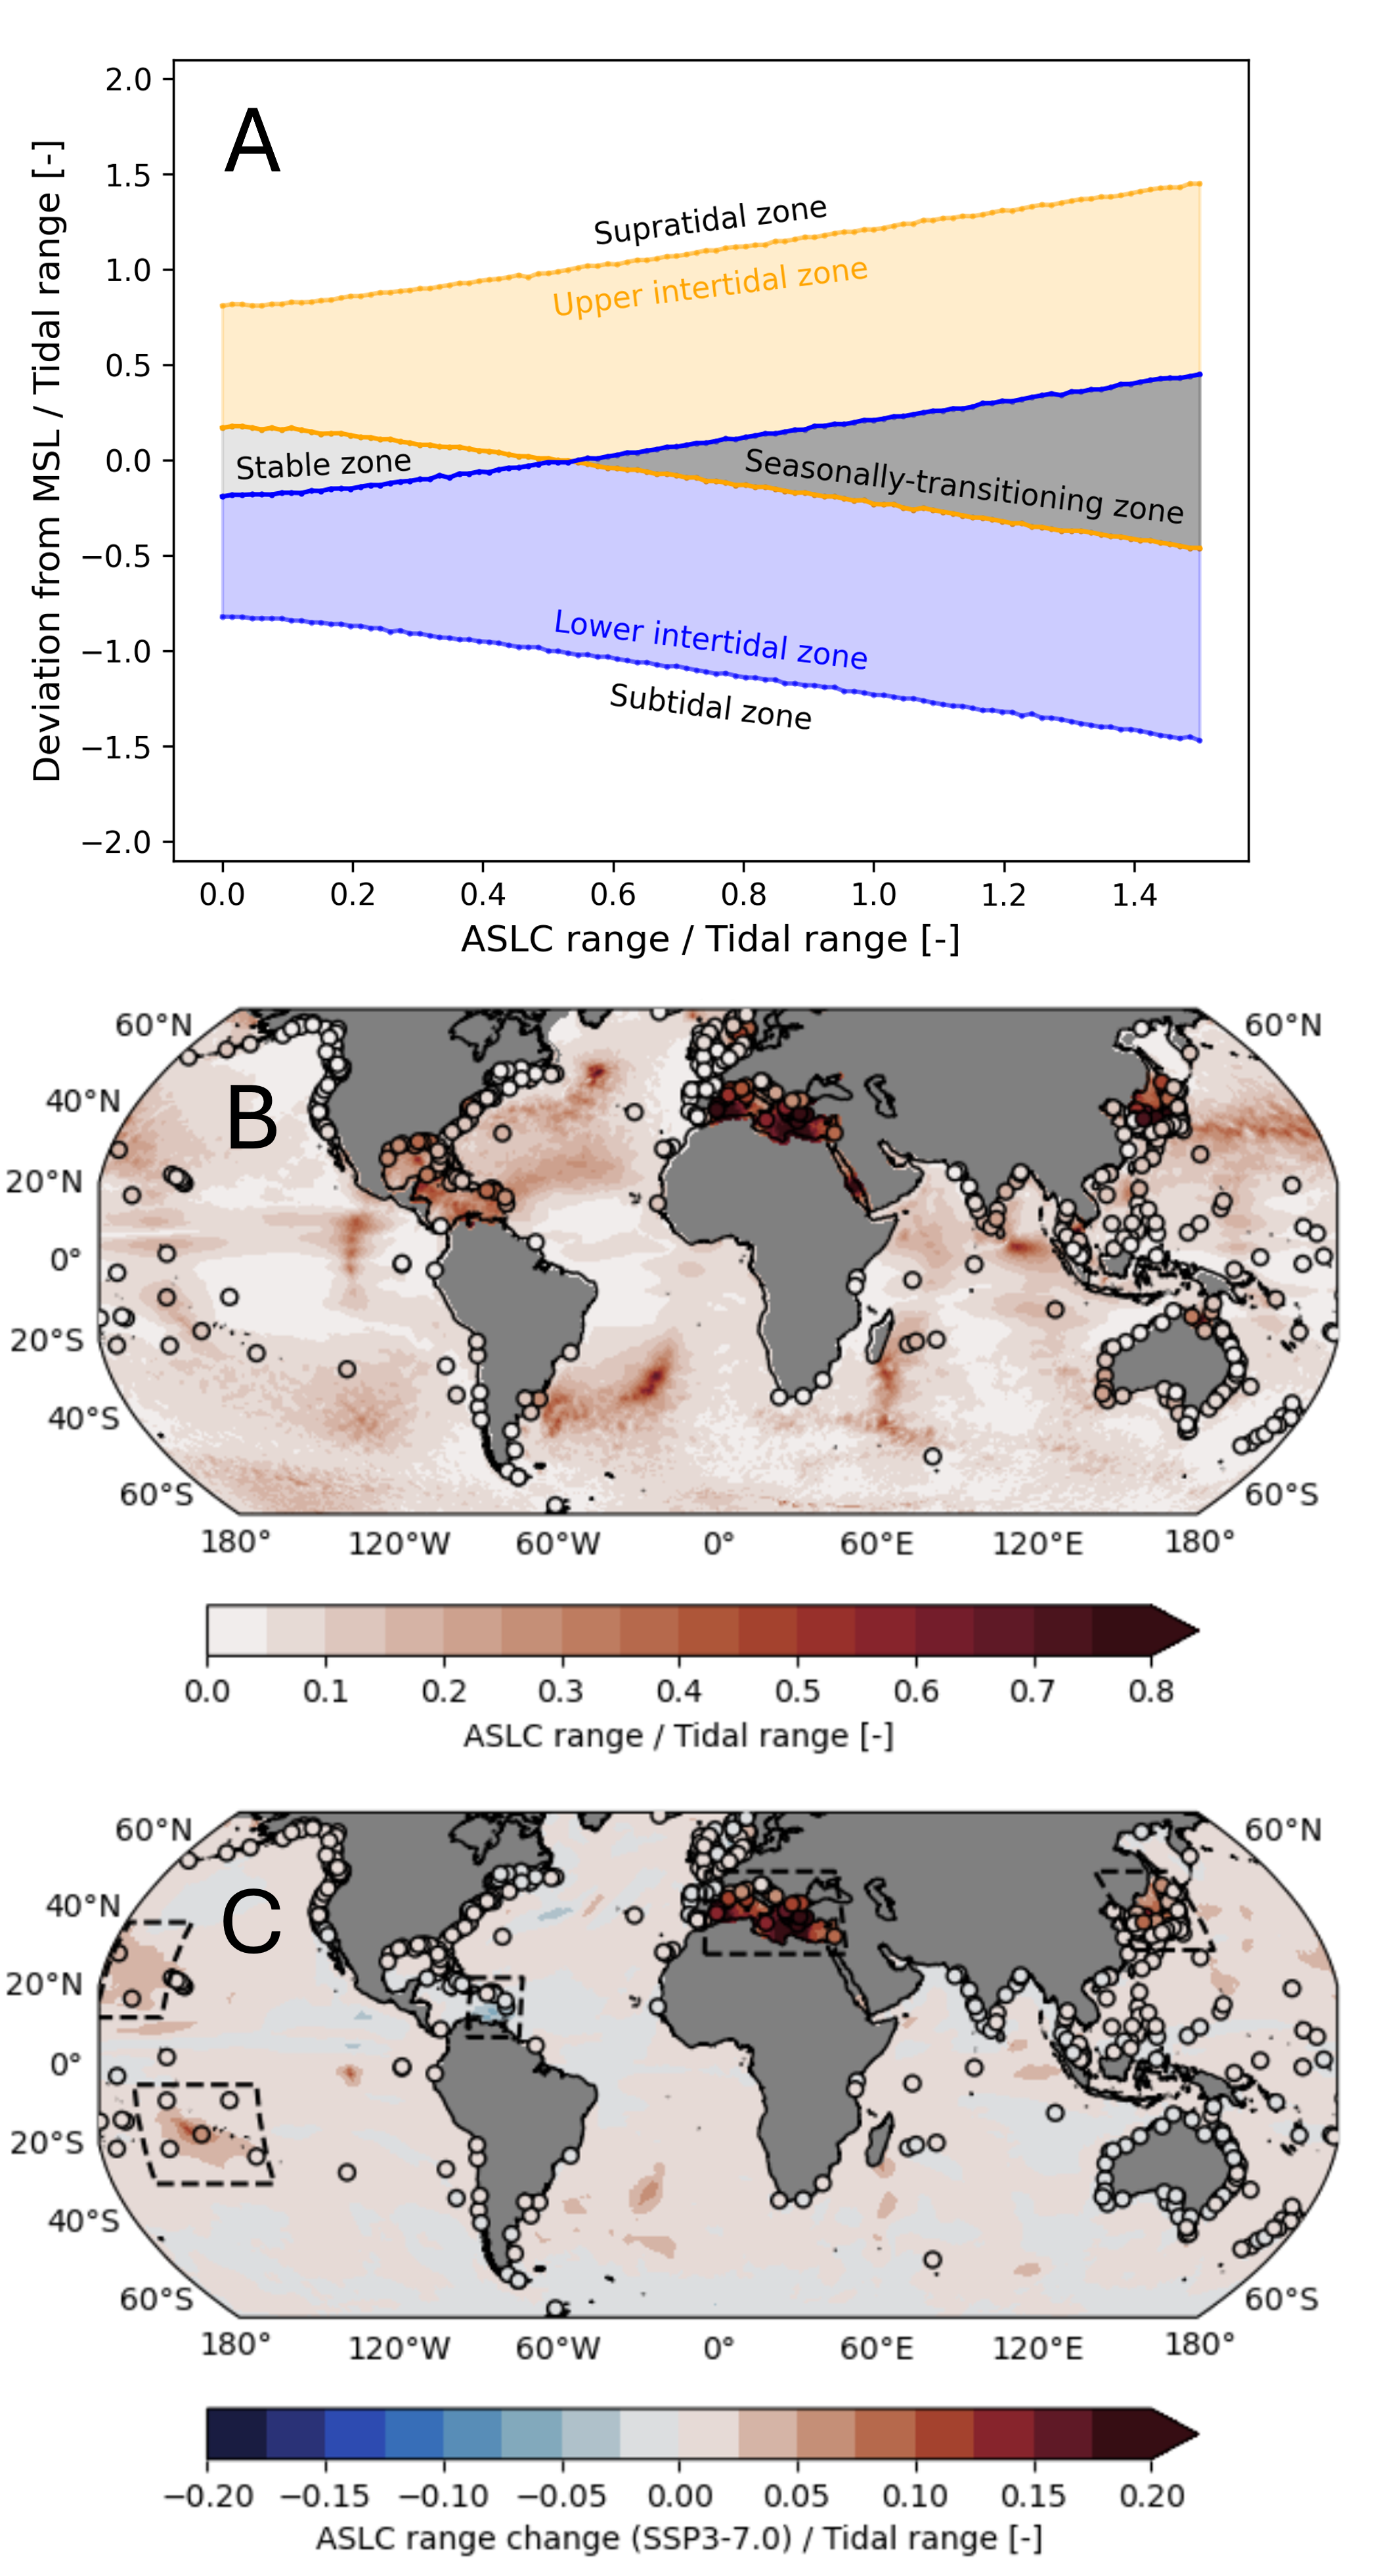 A
Deviation from MSL / Tidal range [-]
2.0
1.5
1.0
0.5
0.0
−0.5
−1.0
−1.5
−2.0
Supratidal zone
Upper intertidal zone
Stable zone
Seasonally-transitioning zone
Lower intertidal zone
Subtidal zone
0.0 0.2 0.4 0.6 0.8 1.0 1.2 1.4
ASLC range / Tidal range [-]
B
60°N 60°N
40°N
20°N
0°
20°S
40°S
60°S 60°S
180° 120°W 60°W 0° 60°E 120°E 180°
0.0 0.1 0.2 0.3 0.4 0.5 0.6 0.7 0.8
ASLC range / Tidal range [-]
C
60°N 60°N
40°N
20°N
0°
20°S
40°S
60°S 60°S
180° 120°W 60°W 0° 60°E 120°E 180°
−0.20 −0.15 −0.10 −0.05 0.00 0.05 0.10 0.15 0.20
ASLC range change (SSP3-7.0) / Tidal range [-]